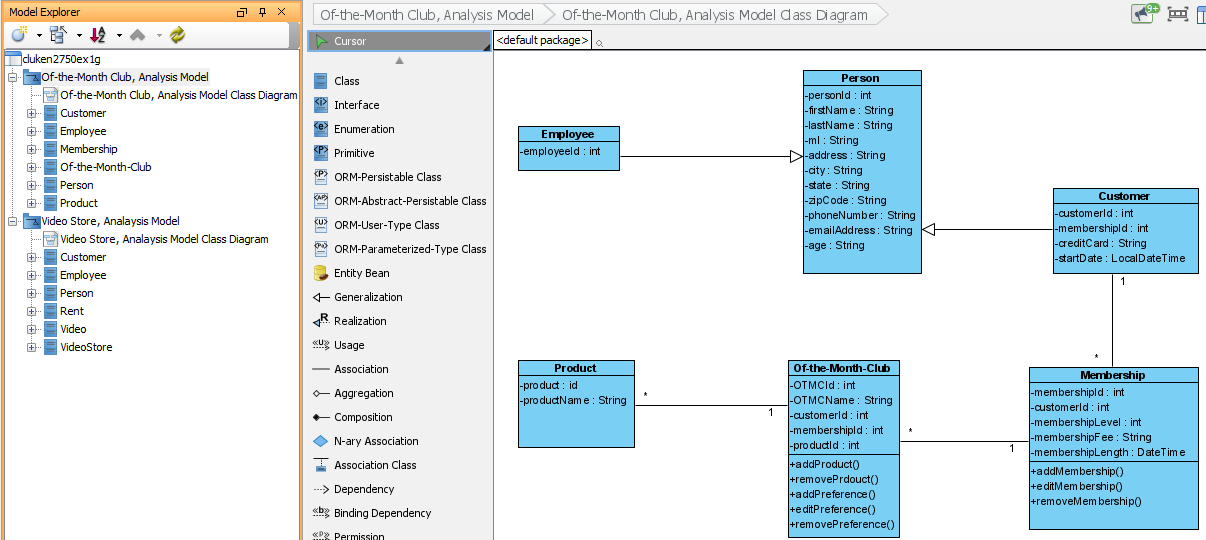 Model Explorer
cluken2750ex1g
Of-the-Month Club, Analysis Model
Of-the-Month Club, Analysis Model Class Diagram
Customer
Employee
Membership
Of-the-Month-Club
Person
Product
Video Store, Analaysis Model
Video Store, Analaysis Model Class Diagram
Customer
Employee
Person
Rent
Video
VideoStore
Of-the-Month Club, Analysis Model
Of-the-Month Club, Analysis Model Class Diagram
9+
Cursor
Class
Interface
Enumeration
Primitive
ORM-Persistable Class
ORM-Abstract-Persistable Class
ORM-User-Type Class
ORM-Parameterized-Type Class
Entity Bean
Generalization
Realization
Usage
Association
Aggregation
Composition
N-ary Association
Association Class
Dependency
Binding Dependency
Permission
<default package>
Person
-personId : int
-firstName : String
-lastName : String
-mI : String
-address : String
-city : String
-state : String
-zipCode : String
-phoneNumber : String
-emailAddress : String
-age : String
Employee
-employeeId : int
Customer
-customerId : int
-membershipId : int
-creditCard : String
-startDate : LocalDateTime
1
*
Product
-product : id
-productName : String
*
1
Of-the-Month-Club
-OTMCId : int
-OTMCName : String
-customerId : int
-membershipId : int
-productId : int
+addProduct()
+removePrdouct()
+addPreference()
+editPreference()
+removePreference()
*
1
Membership
-membershipId : int
-customerId : int
-membershipLevel : int
-membershipFee : String
-membershipLength : DateTime
+addMembership()
+editMembership()
+removeMembership()